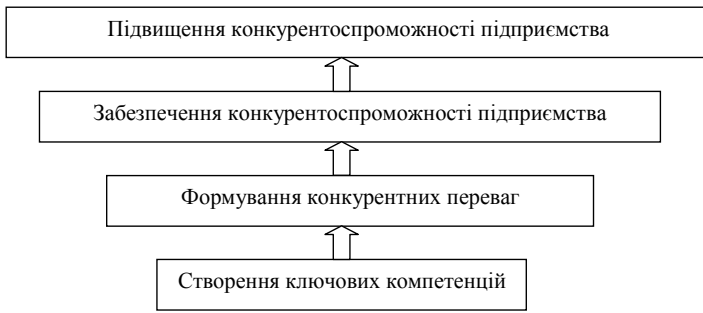 Підвищення конкурентоспроможності підприємства
Забезпечення конкурентоспроможності підприємства
Формування конкурентних переваг
Створення ключових компетенцій